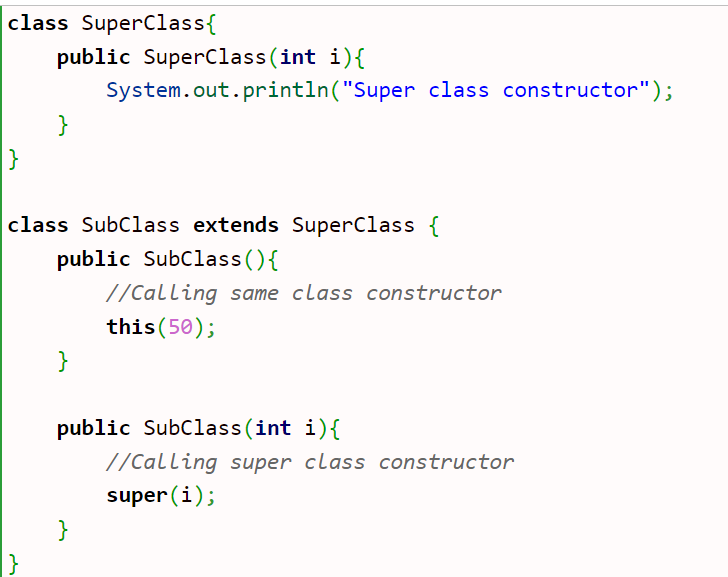 class SuperClass{
    public SuperClass(int i){
        System.out.println("Super class constructor");
    }
}

class SubClass extends SuperClass {
    public SubClass(){
        //Calling same class constructor
        this(50);
    }

    public SubClass(int i){
        //Calling super class constructor
        super(i);
    }
}